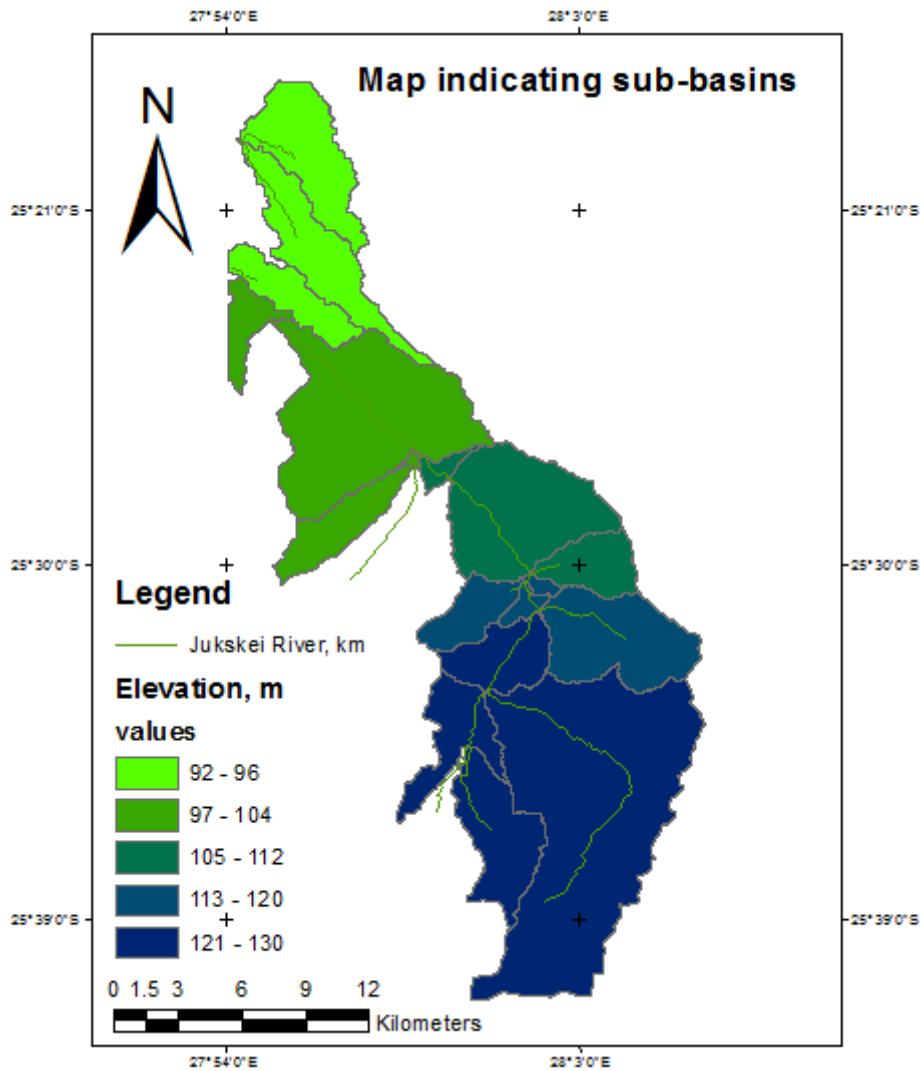 27°54'0"E 28°3'0"E
Map indicating sub-basins
N
25°21'0"S 25°21'0"S
25°30'0"S 25°30'0"S
Legend
Jukskei River, km
Elevation, m
values
92 - 96
97 - 104
105 - 112
113 - 120
121 - 130
25°39'0"S 25°39'0"S
0 1.5 3 6 9 12
Kilometers
27°54'0"E 28°3'0"E